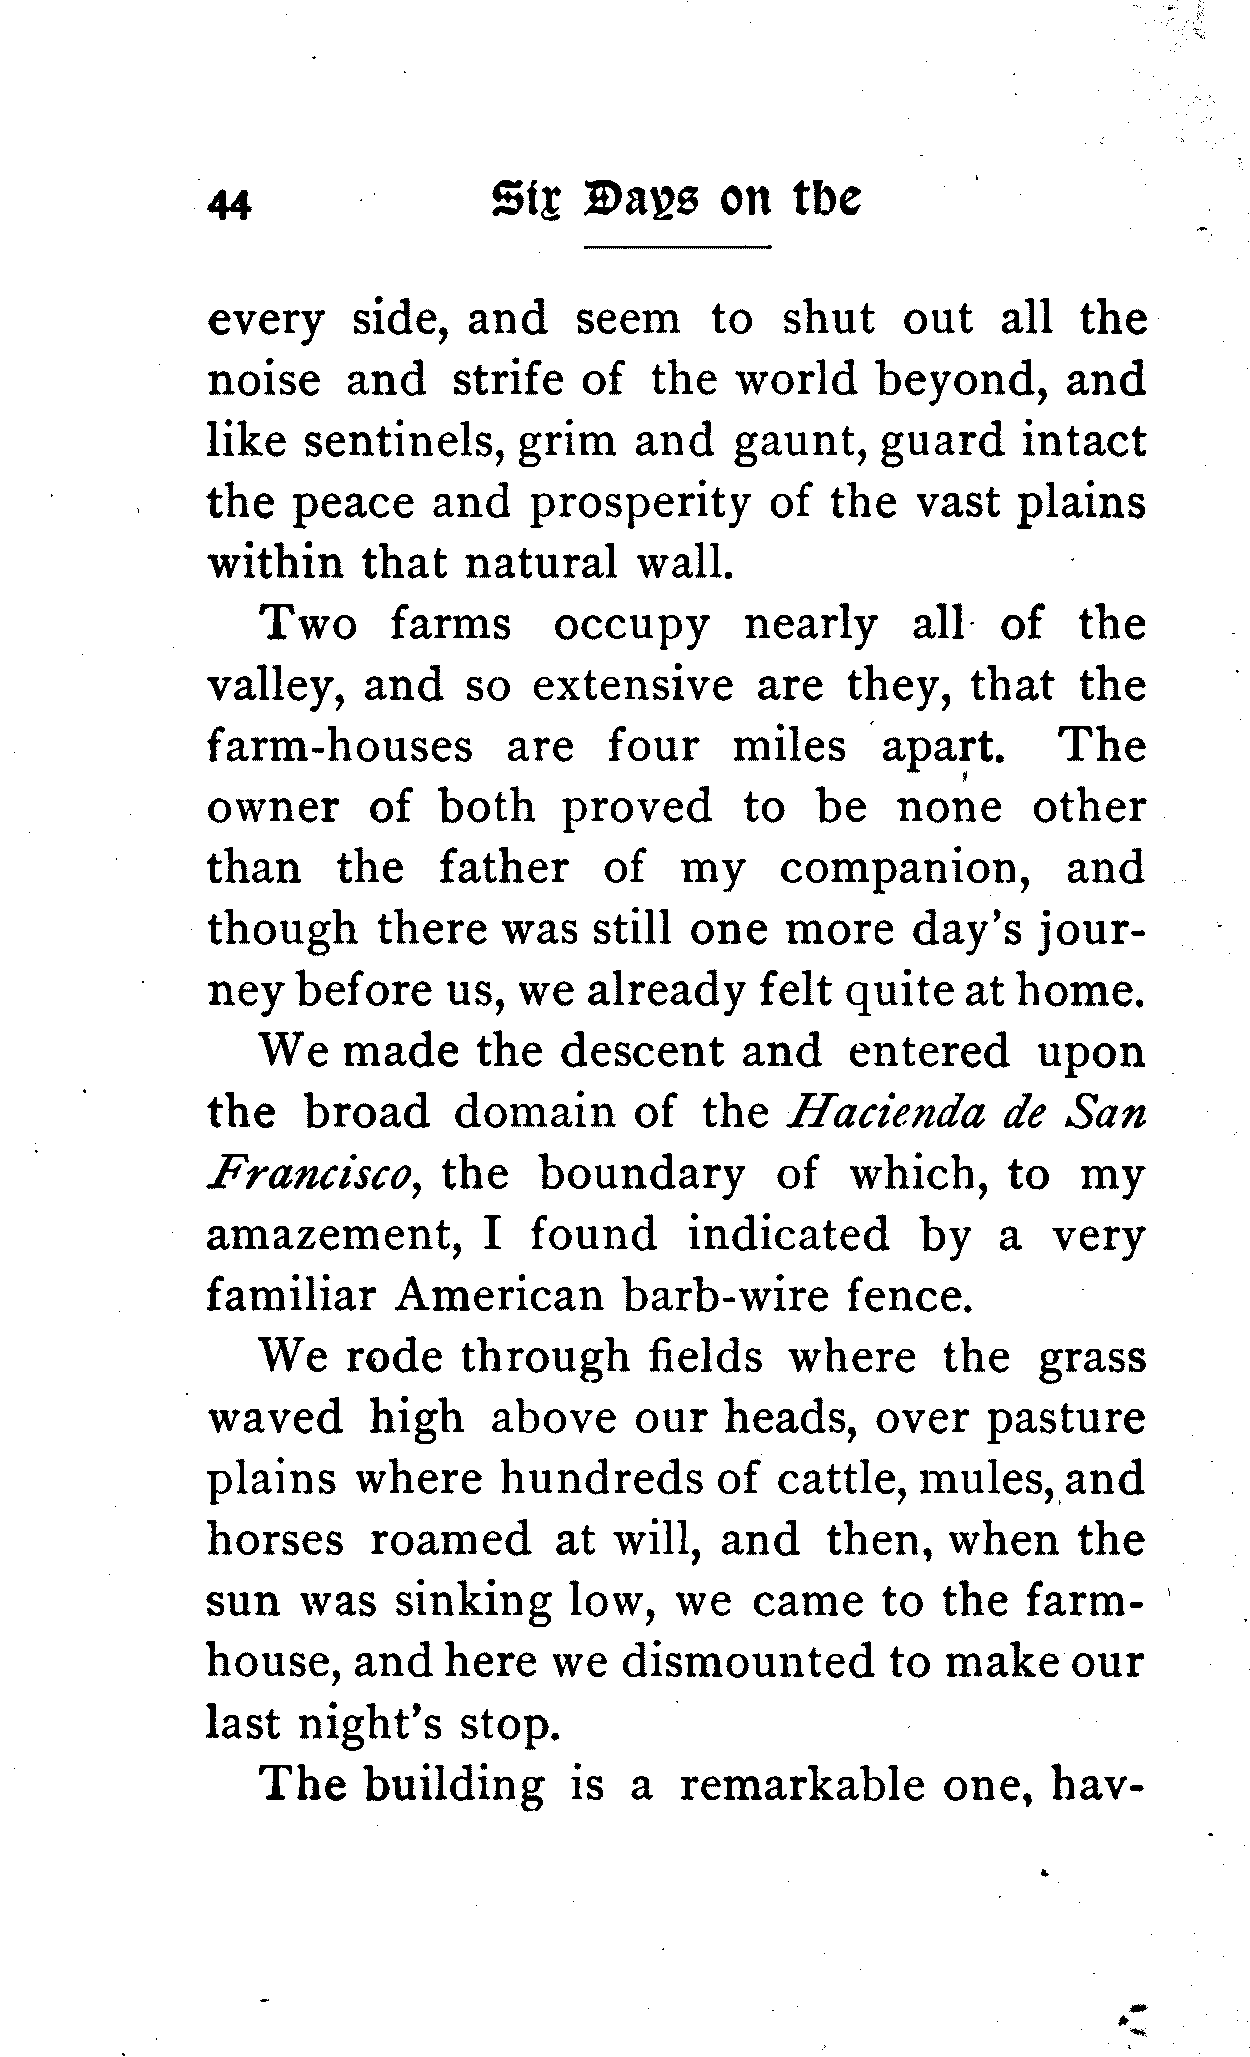 44 Six Days on the
every side, and seem to shut out all the
noise and strife of the world beyond, and
like sentinels, grim and gaunt, guard intact
the peace and prosperity of the vast plains
within that natural wall.
Two farms occupy nearly all of the
valley, and so extensive are they, that the
farm-houses are four miles apart. The
owner of both proved to be none other
than the father of my companion, and
though there was still one more day's jour-
ney before us, we already felt quite at home.
We made the descent and entered upon
the broad domain of the Hacienda de San
Francisco, the boundary of which, to my
amazement, I found indicated by a very
familiar American barb-wire fence.
We rode through fields where the grass
waved high above our heads, over pasture
plains where hundreds of cattle, mules, and
horses roamed at will, and then, when the
sun was sinking low, we came to the farm-
house, and here we dismounted to make our
last night's stop.
The building is a remarkable one, hav-